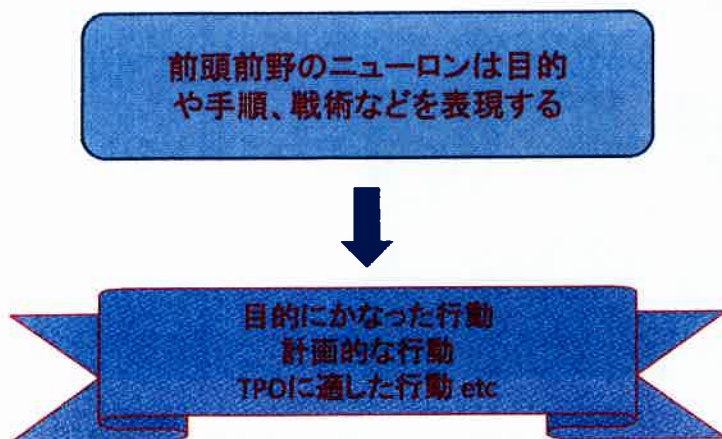 前頭前野のニューロンは目的
や手順、戦術などを表現する
目的にかなった行動
計画的な行動
TPOに適した行動 etc